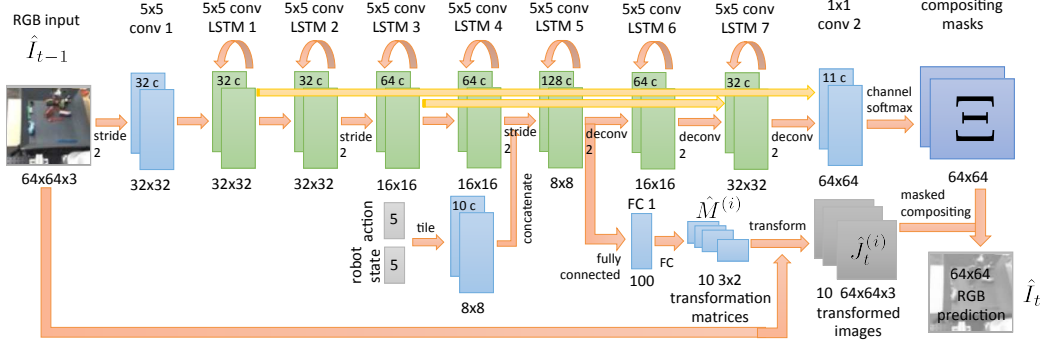 RGB input
Î_{t-1}
64x64x3
stride
2
5x5
conv 1
32 c
32x32
5x5 conv
LSTM 1
32 c
32x32
5x5 conv
LSTM 2
32 c
32x32
stride
2
5x5 conv
LSTM 3
64 c
16x16
5x5 conv
LSTM 4
64 c
16x16
stride
2
5x5 conv
LSTM 5
128 c
8x8
deconv
2
5x5 conv
LSTM 6
64 c
16x16
deconv
2
5x5 conv
LSTM 7
32 c
32x32
deconv
2
1x1
conv 2
11 c
64x64
channel
softmax
compositing
masks
Ξ
64x64
robot
state
action
5
5
tile
10 c
8x8
concatenate
fully
connected
FC 1
100
FC
M̂^{(i)}
10 3x2
transformation
matrices
transform
Ĵ_t^{(i)}
10 64x64x3
transformed
images
masked
compositing
64x64
RGB
prediction
Î_t